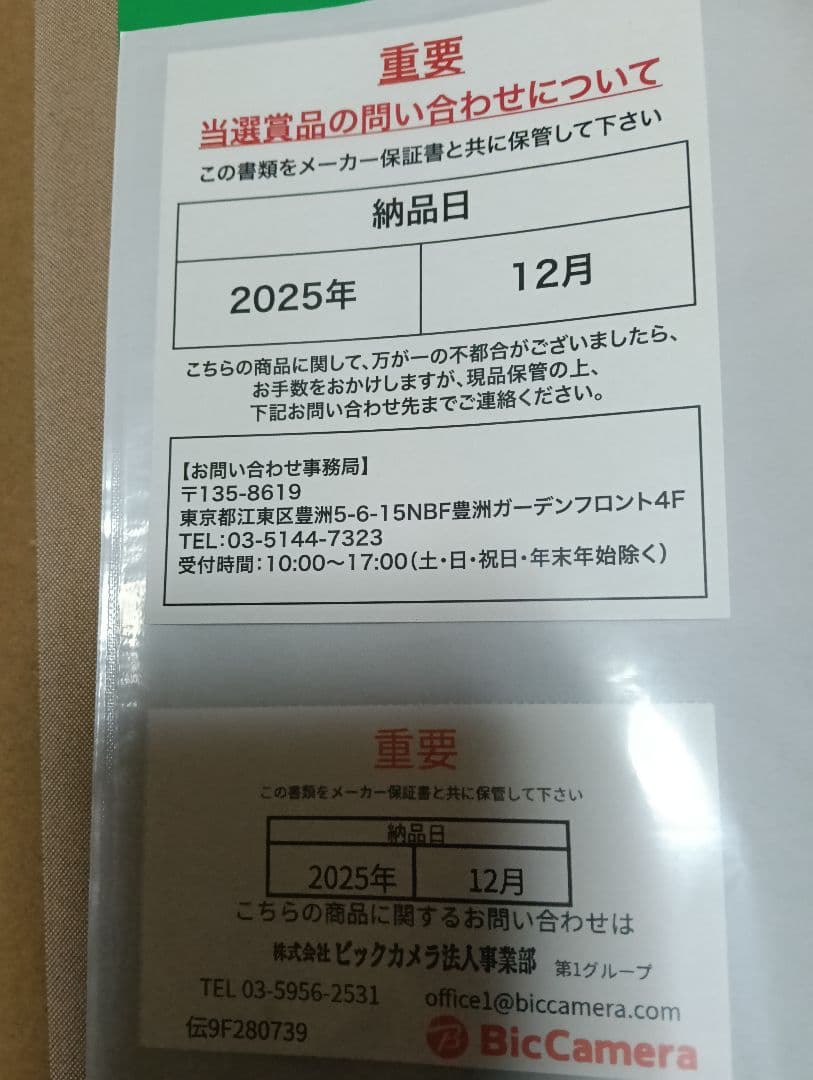 重要
当選賞品の問い合わせについて
この書類をメーカー保証書と共に保管して下さい
納品日
2025年 12月
こちらの商品に関して、万が一の不都合がございましたら、
お手数をおかけしますが、現品保管の上、
下記お問い合わせ先までご連絡ください。
【お問い合わせ事務局】
〒135-8619
東京都江東区豊洲5-6-15NBF豊洲ガーデンフロント4F
TEL:03-5144-7323
受付時間:10:00～17:00(土・日・祝日・年末年始除く)
重要
この書類をメーカー保証書と共に保管して下さい
納品日
2025年 12月
こちらの商品に関するお問い合わせは
株式会社 ビックカメラ法人事業部 第1グループ
TEL 03-5956-2531 office1@biccamera.com
伝9F280739
BicCamera